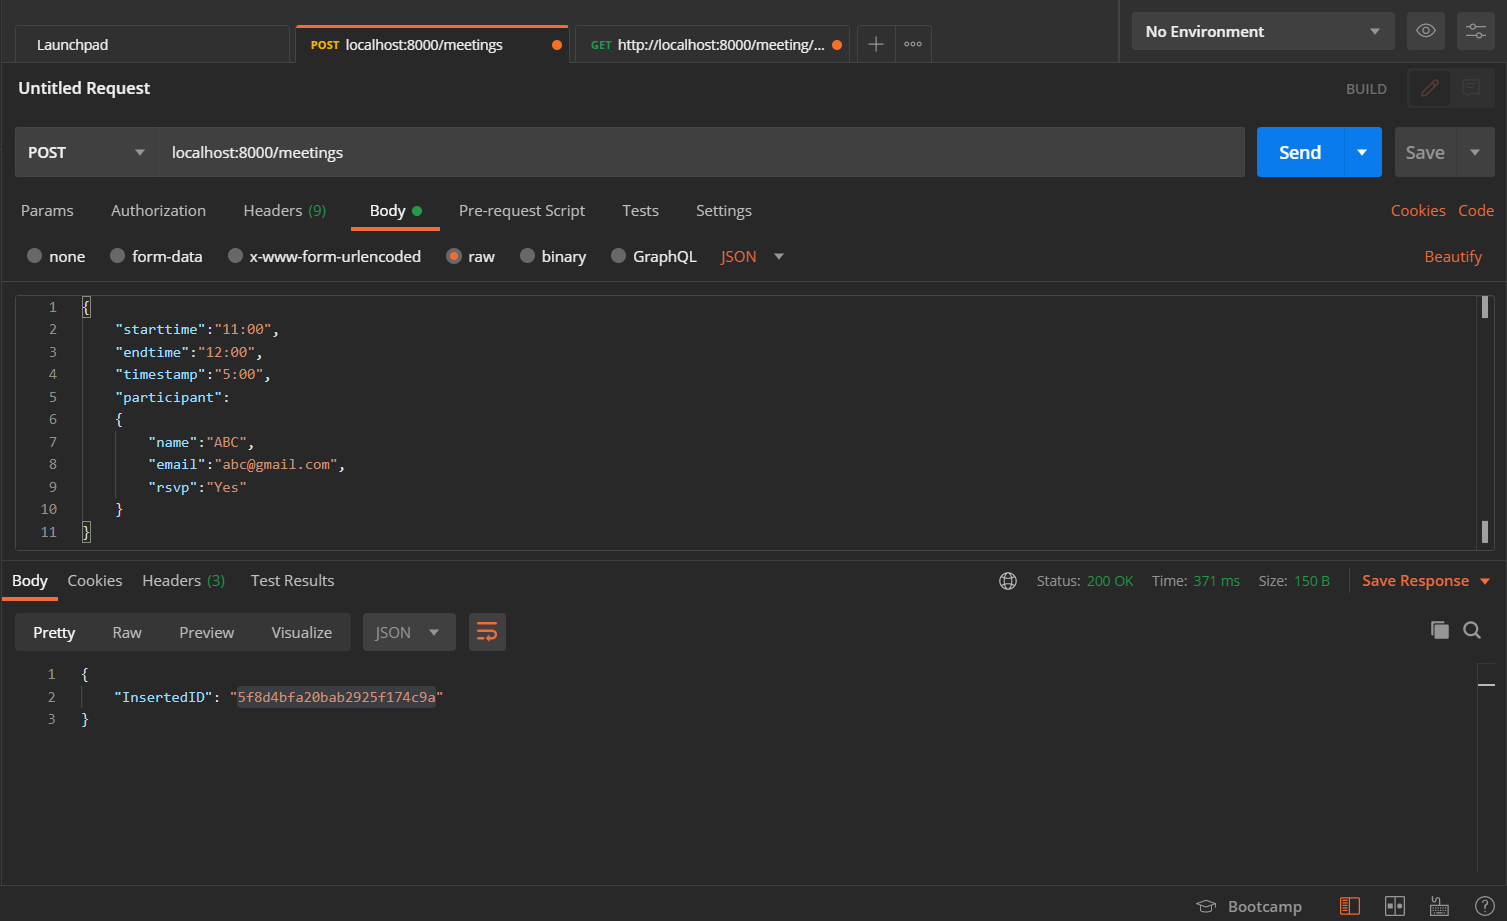 Launchpad
POST localhost:8000/meetings
GET http://localhost:8000/meeting/...
No Environment
Untitled Request
BUILD
POST localhost:8000/meetings Send Save
Params Authorization Headers (9) Body Pre-request Script Tests Settings Cookies Code
none form-data x-www-form-urlencoded raw binary GraphQL JSON Beautify
1 {
2 "starttime":"11:00",
3 "endtime":"12:00",
4 "timestamp":"5:00",
5 "participant":
6 {
7 "name":"ABC",
8 "email":"abc@gmail.com",
9 "rsvp":"Yes"
10 }
11 }
Body Cookies Headers (3) Test Results Status: 200 OK Time: 371 ms Size: 150 B Save Response
Pretty Raw Preview Visualize JSON
1 {
2 "InsertedID": "5f8d4bfa20bab2925f174c9a"
3 }
Bootcamp